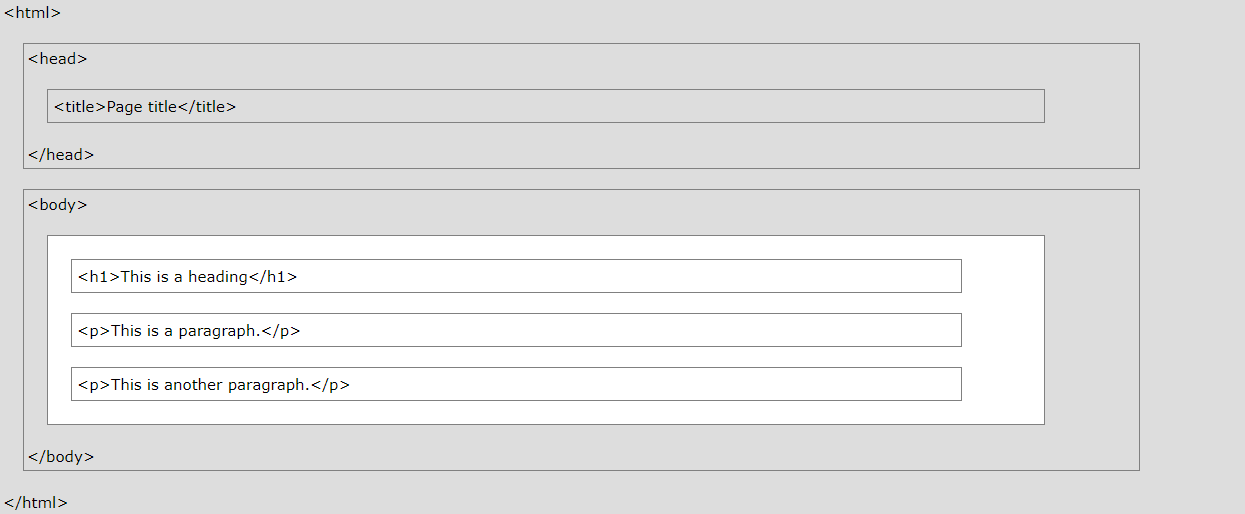 <html>
<head>
<title>Page title</title>
</head>
<body>
<h1>This is a heading</h1>
<p>This is a paragraph.</p>
<p>This is another paragraph.</p>
</body>
</html>